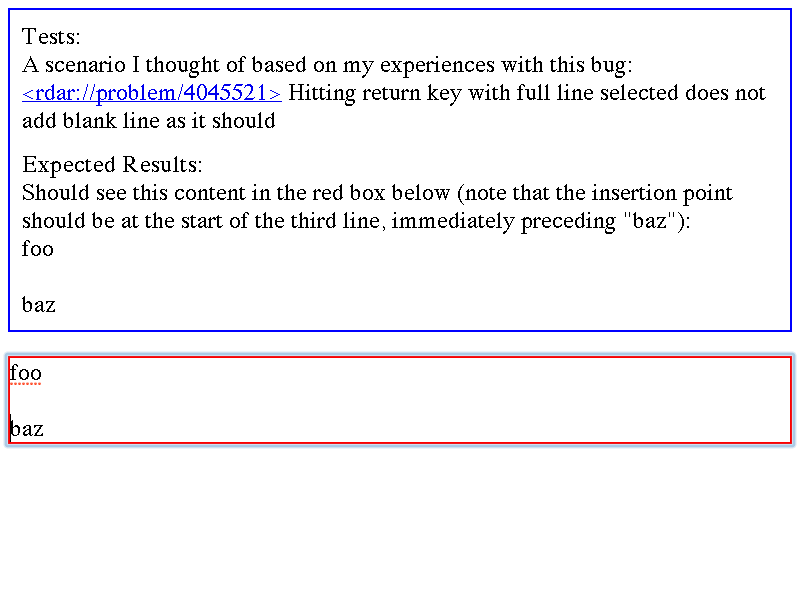 Tests:
A scenario I thought of based on my experiences with this bug:
<rdar://problem/4045521> Hitting return key with full line selected does not
add blank line as it should
Expected Results:
Should see this content in the red box below (note that the insertion point
should be at the start of the third line, immediately preceding "baz"):
foo
baz
foo
baz